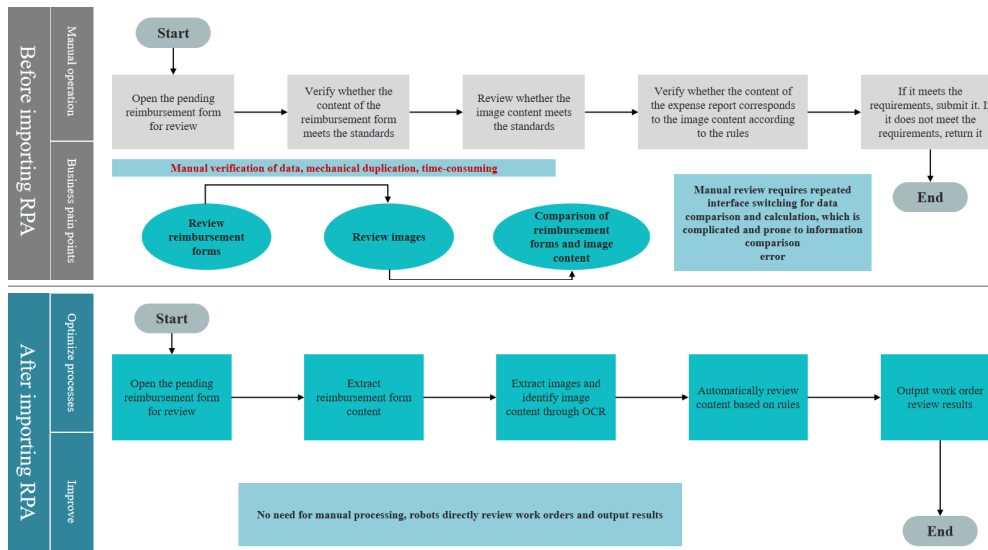 Before importing RPA
Manual operation
Start
Open the pending
reimbursement form
for review
Verify whether the
content of the
reimbursement form
meets the standards
Review whether the
image content meets
the standards
Verify whether the content of
the expense report corresponds
to the image content according
to the rules
If it meets the
requirements, submit it. I
it does not meet the
requirements, return it
End
Business pain points
Manual verification of data, mechanical duplication, time-consuming
Review
reimbursement
forms
Review images
Comparison of
reimbursement
forms and image
content
Manual review requires repeated
interface switching for data
comparison and calculation, which is
complicated and prone to information
comparison
error
After importing RPA
Optimize processes
Start
Open the pending
reimbursement form
for review
Extract
reimbursement form
content
Extract images and
identify image
content through OCR
Automatically review
content based on rules
Output work order
review results
End
Improve
No need for manual processing, robots directly review work orders and output results